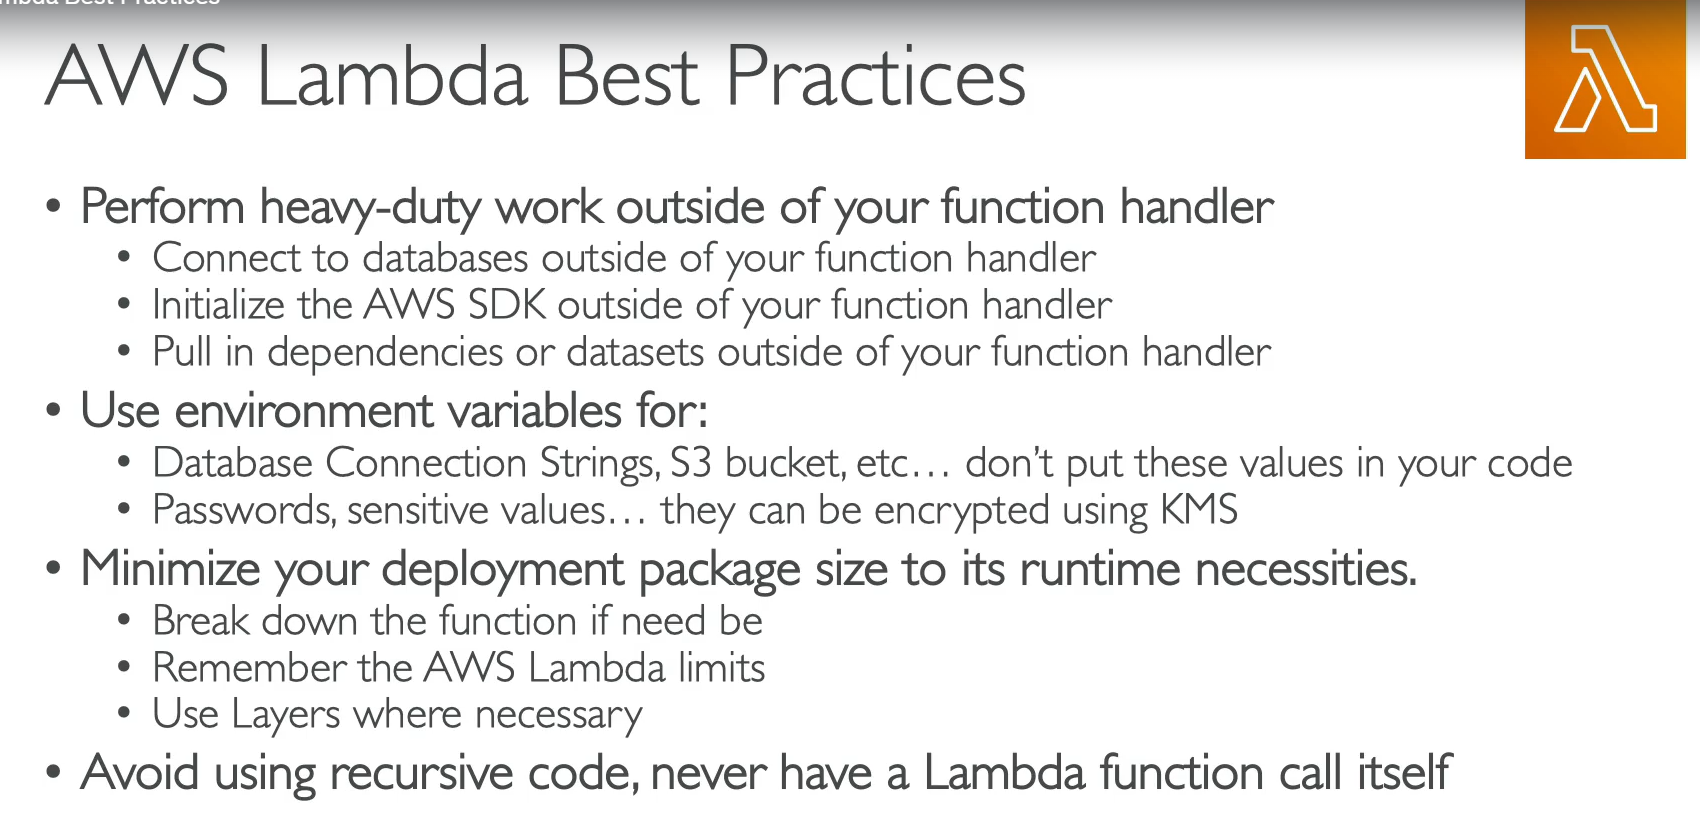 Lambda Best Practices
AWS Lambda Best Practices
• Perform heavy-duty work outside of your function handler
• Connect to databases outside of your function handler
• Initialize the AWS SDK outside of your function handler
• Pull in dependencies or datasets outside of your function handler
• Use environment variables for:
• Database Connection Strings, S3 bucket, etc… don't put these values in your code
• Passwords, sensitive values… they can be encrypted using KMS
• Minimize your deployment package size to its runtime necessities.
• Break down the function if need be
• Remember the AWS Lambda limits
• Use Layers where necessary
• Avoid using recursive code, never have a Lambda function call itself